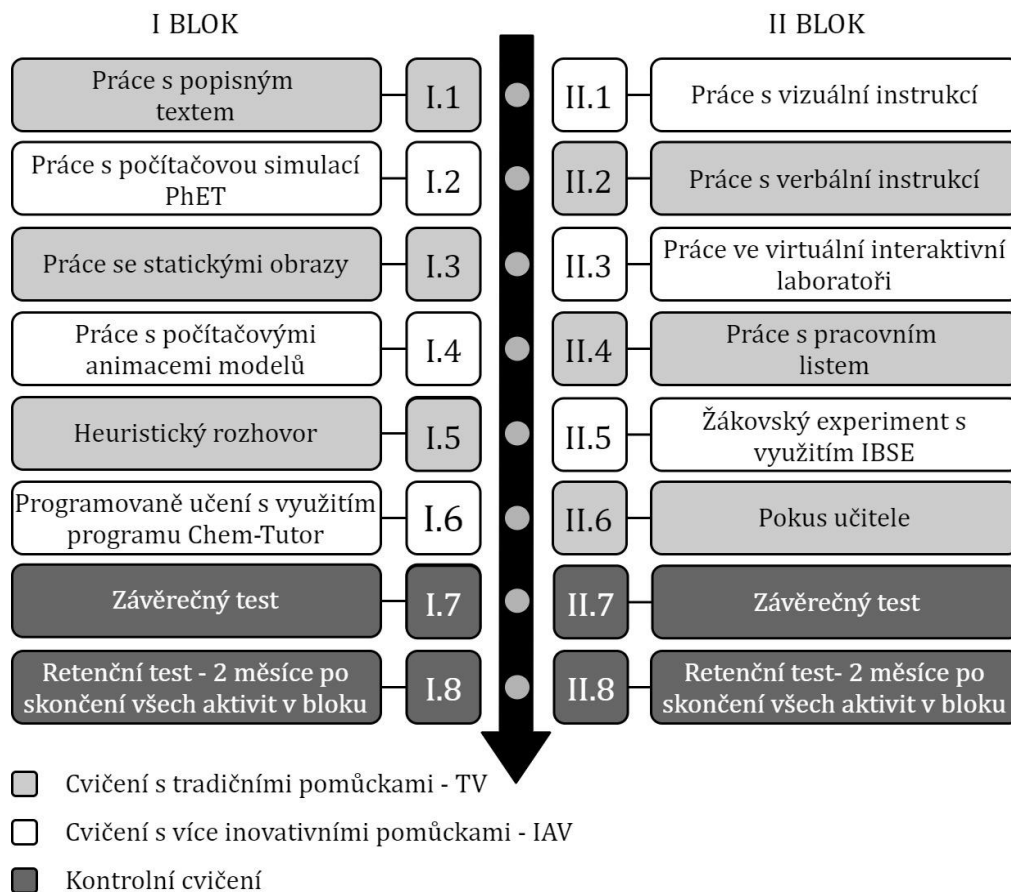 I BLOK
II BLOK
Práce s popisným
textem
I.1
II.1
Práce s vizuální instrukcí
Práce s počítačovou simulací
PhET
I.2
II.2
Práce s verbální instrukcí
Práce se statickými obrazy
I.3
II.3
Práce ve virtuální interaktivní
laboratoři
Práce s počítačovými
animacemi modelů
I.4
II.4
Práce s pracovním
listem
Heuristický rozhovor
I.5
II.5
Žákovský experiment s
využitím IBSE
Programovaně učení s využitím
programu Chem-Tutor
I.6
II.6
Pokus učitele
Závěrečný test
I.7
II.7
Závěrečný test
Retenční test - 2 měsíce po
skončení všech aktivit v bloku
I.8
II.8
Retenční test- 2 měsíce po
skončení všech aktivit v bloku
Cvičení s tradičními pomůckami - TV
Cvičení s více inovativními pomůckami - IAV
Kontrolní cvičení